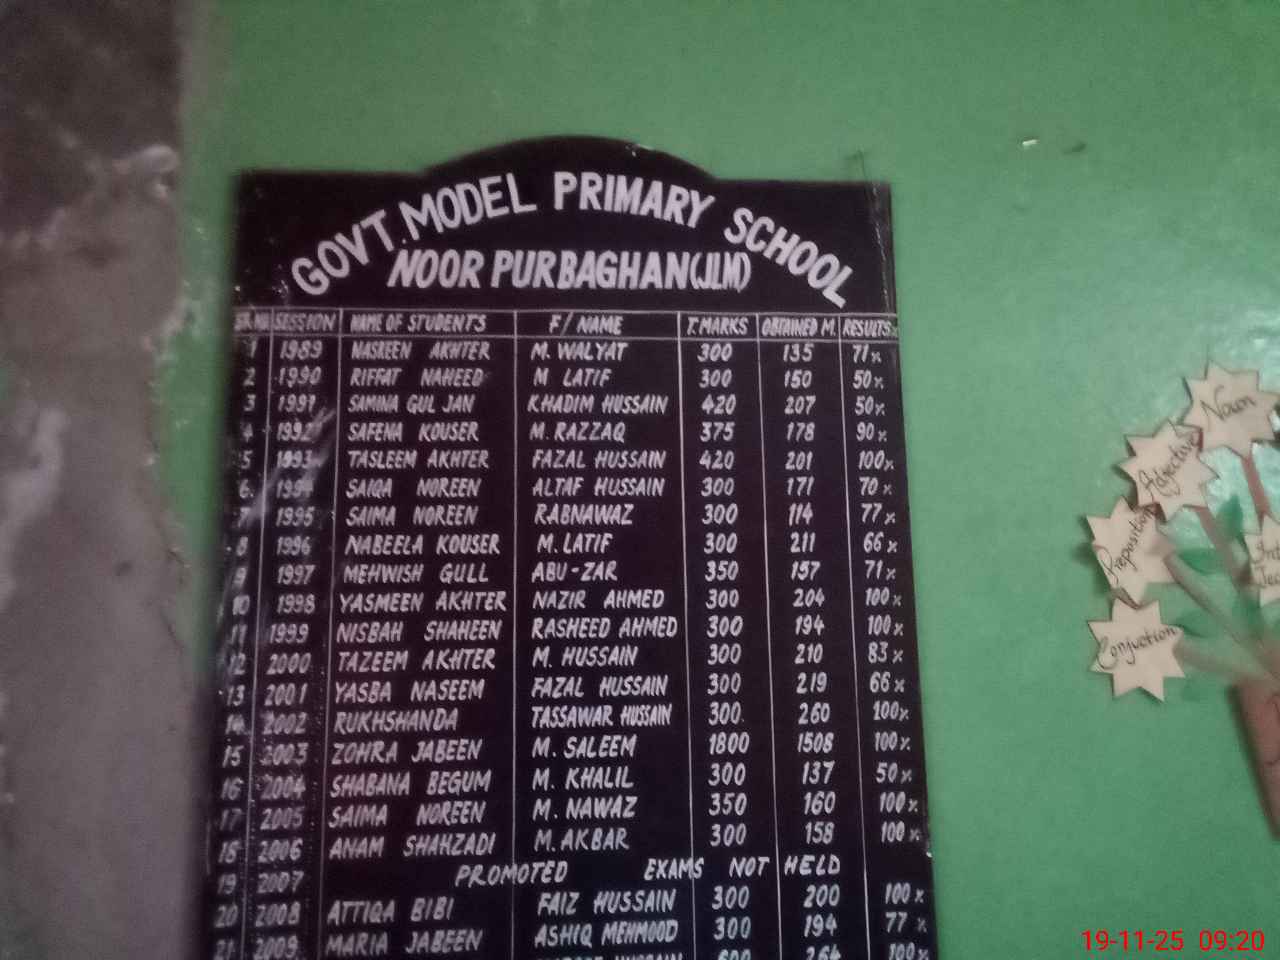 GOVT. MODEL PRIMARY SCHOOL
NOOR PURBAGHAN (JLM)
SR.NO SESSION NAME OF STUDENTS F/NAME T.MARKS OBTAINED M. RESULTS%
1 1989 NASREEN AKHTER M. WALYAT 300 135 71%
2 1990 RIFFAT NAHEED M LATIF 300 150 50%
3 1991 SAMINA GUL JAN KHADIM HUSSAIN 420 207 50%
4 1992 SAFENA KOUSER M. RAZZAQ 375 178 90%
5 1993 TASLEEM AKHTER FAZAL HUSSAIN 420 201 100%
6 1994 SAIQA NOREEN ALTAF HUSSAIN 300 171 70%
7 1995 SAIMA NOREEN RABNAWAZ 300 114 77%
8 1996 NABEELA KOUSER M. LATIF 300 211 66%
9 1997 MEHWISH GULL ABU-ZAR 350 157 71%
10 1998 YASMEEN AKHTER NAZIR AHMED 300 204 100%
11 1999 NISBAH SHAHEEN RASHEED AHMED 300 194 100%
12 2000 TAZEEM AKHTER M. HUSSAIN 300 210 83%
13 2001 YASBA NASEEM FAZAL HUSSAIN 300 219 66%
14 2002 RUKHSHANDA TASSAWAR HUSSAIN 300 260 100%
15 2003 ZOHRA JABEEN M. SALEEM 1800 1508 100%
16 2004 SHABANA BEGUM M. KHALIL 300 137 50%
17 2005 SAIMA NOREEN M. NAWAZ 350 160 100%
18 2006 ANAM SHAHZADI M. AKBAR 300 158 100%
19 2007 PROMOTED EXAMS NOT HELD
20 2008 ATTIQA BIBI FAIZ HUSSAIN 300 200 100%
21 2009 MARIA JABEEN ASHIQ MEHMOOD 300 194 77%
HUSSAIN 600 264 100%
Noun
Adjective
Preposition
Conjuction
19-11-25 09:20